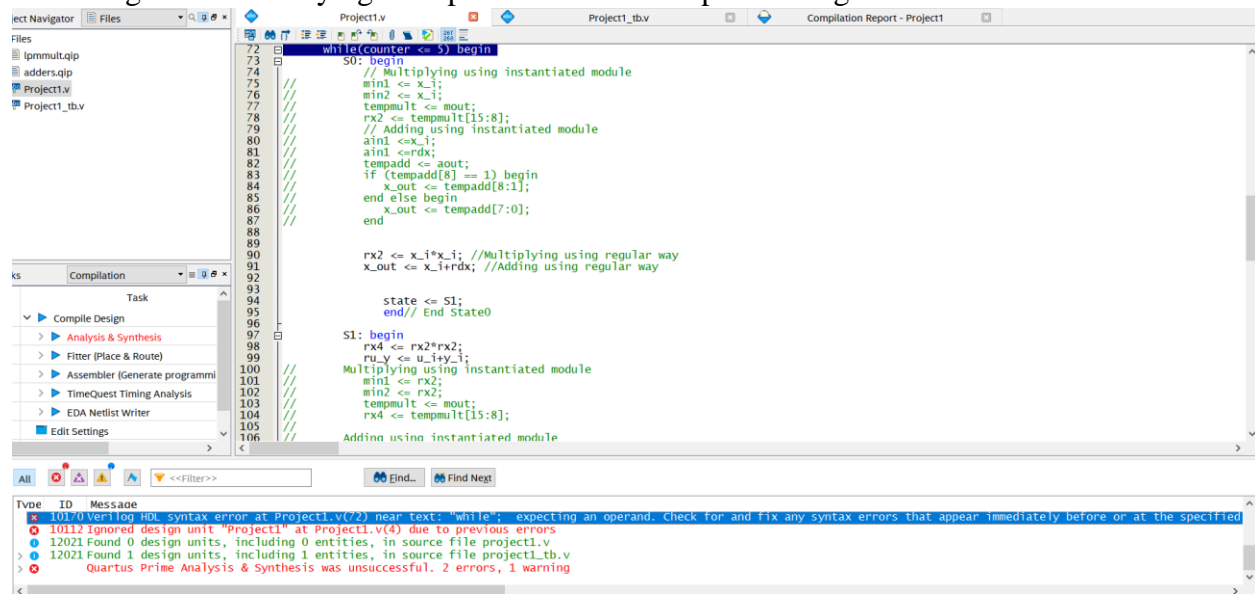 ject Navigator Files
Project1.v
Project1_tb.v
Compilation Report - Project1
Files
lpmmult.qip
adders.qip
Project1.v
Project1_tb.v
267
268
72 while(counter <= 5) begin
73 S0: begin
74 // Multiplying using instantiated module
75 // min1 <= x_i;
76 // min2 <= x_i;
77 // tempmult <= mout;
78 // rx2 <= tempmult[15:8];
79 // // Adding using instantiated module
80 // ain1 <=x_i;
81 // ain1 <=rdx;
82 // tempadd <= aout;
83 // if (tempadd[8] == 1) begin
84 // x_out <= tempadd[8:1];
85 // end else begin
86 // x_out <= tempadd[7:0];
87 // end
88
89
90 rx2 <= x_i*x_i; //Multiplying using regular way
91 x_out <= x_i+rdx; //Adding using regular way
92
93
94 state <= S1;
95 end// End State0
96
97 S1: begin
98 rx4 <= rx2*rx2;
99 ru_y <= u_i+y_i;
100 // Multiplying using instantiated module
101 // min1 <= rx2;
102 // min2 <= rx2;
103 // tempmult <= mout;
104 // rx4 <= tempmult[15:8];
105 //
106 // Adding using instantiated module
ks Compilation
Task
Compile Design
Analysis & Synthesis
Fitter (Place & Route)
Assembler (Generate programmi
TimeQuest Timing Analysis
EDA Netlist Writer
Edit Settings
All <<Filter>> Find... Find Next
Type ID Message
10170 Verilog HDL syntax error at Project1.v(72) near text: "while"; expecting an operand. Check for and fix any syntax errors that appear immediately before or at the specified
10112 Ignored design unit "Project1" at Project1.v(4) due to previous errors
12021 Found 0 design units, including 0 entities, in source file project1.v
12021 Found 1 design units, including 1 entities, in source file project1_tb.v
Quartus Prime Analysis & Synthesis was unsuccessful. 2 errors, 1 warning